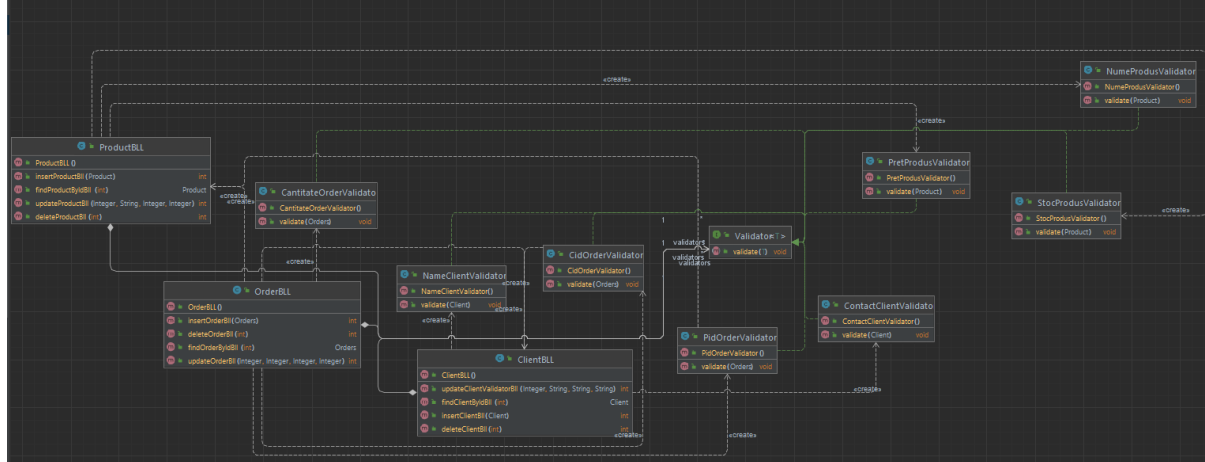 «create»
NumeProdusValidator
NumeProdusValidator()
validate(Product) void
«create»
PretProdusValidator
PretProdusValidator()
validate(Product) void
ProductBLL
ProductBLL()
insertProductBll(Product) int
findProductByIdBll (int) Product
updateProductBll(Integer, String, Integer, Integer) int
deleteProductBll(int) int
«create»
«create»
CantitateOrderValidato
CantitateOrderValidator()
validate(Orders) void
StocProdusValidator
StocProdusValidator()
validate(Product) void
«create»
1
*
Validator<T>
validate(T) void
1
validators
validators
validators
CidOrderValidator
CidOrderValidator()
validate(Orders) void
«create»
NameClientValidator
NameClientValidator()
validate(Client) void
«create»
«create»
«create»
OrderBLL
OrderBLL()
insertOrderBll(Orders) int
deleteOrderBll(int) int
findOrderByIdBll (int) Orders
updateOrderBll(Integer, Integer, Integer, Integer) int
ContactClientValidato
ContactClientValidator()
validate(Client) void
PidOrderValidator
PidOrderValidator()
validate(Orders) void
ClientBLL
ClientBLL()
updateClientValidatorBll (Integer, String, String, String) int
findClientByIdBll (int) Client
insertClientBll(Client) int
deleteClientBll(int) int
«create»
«create»
«create»